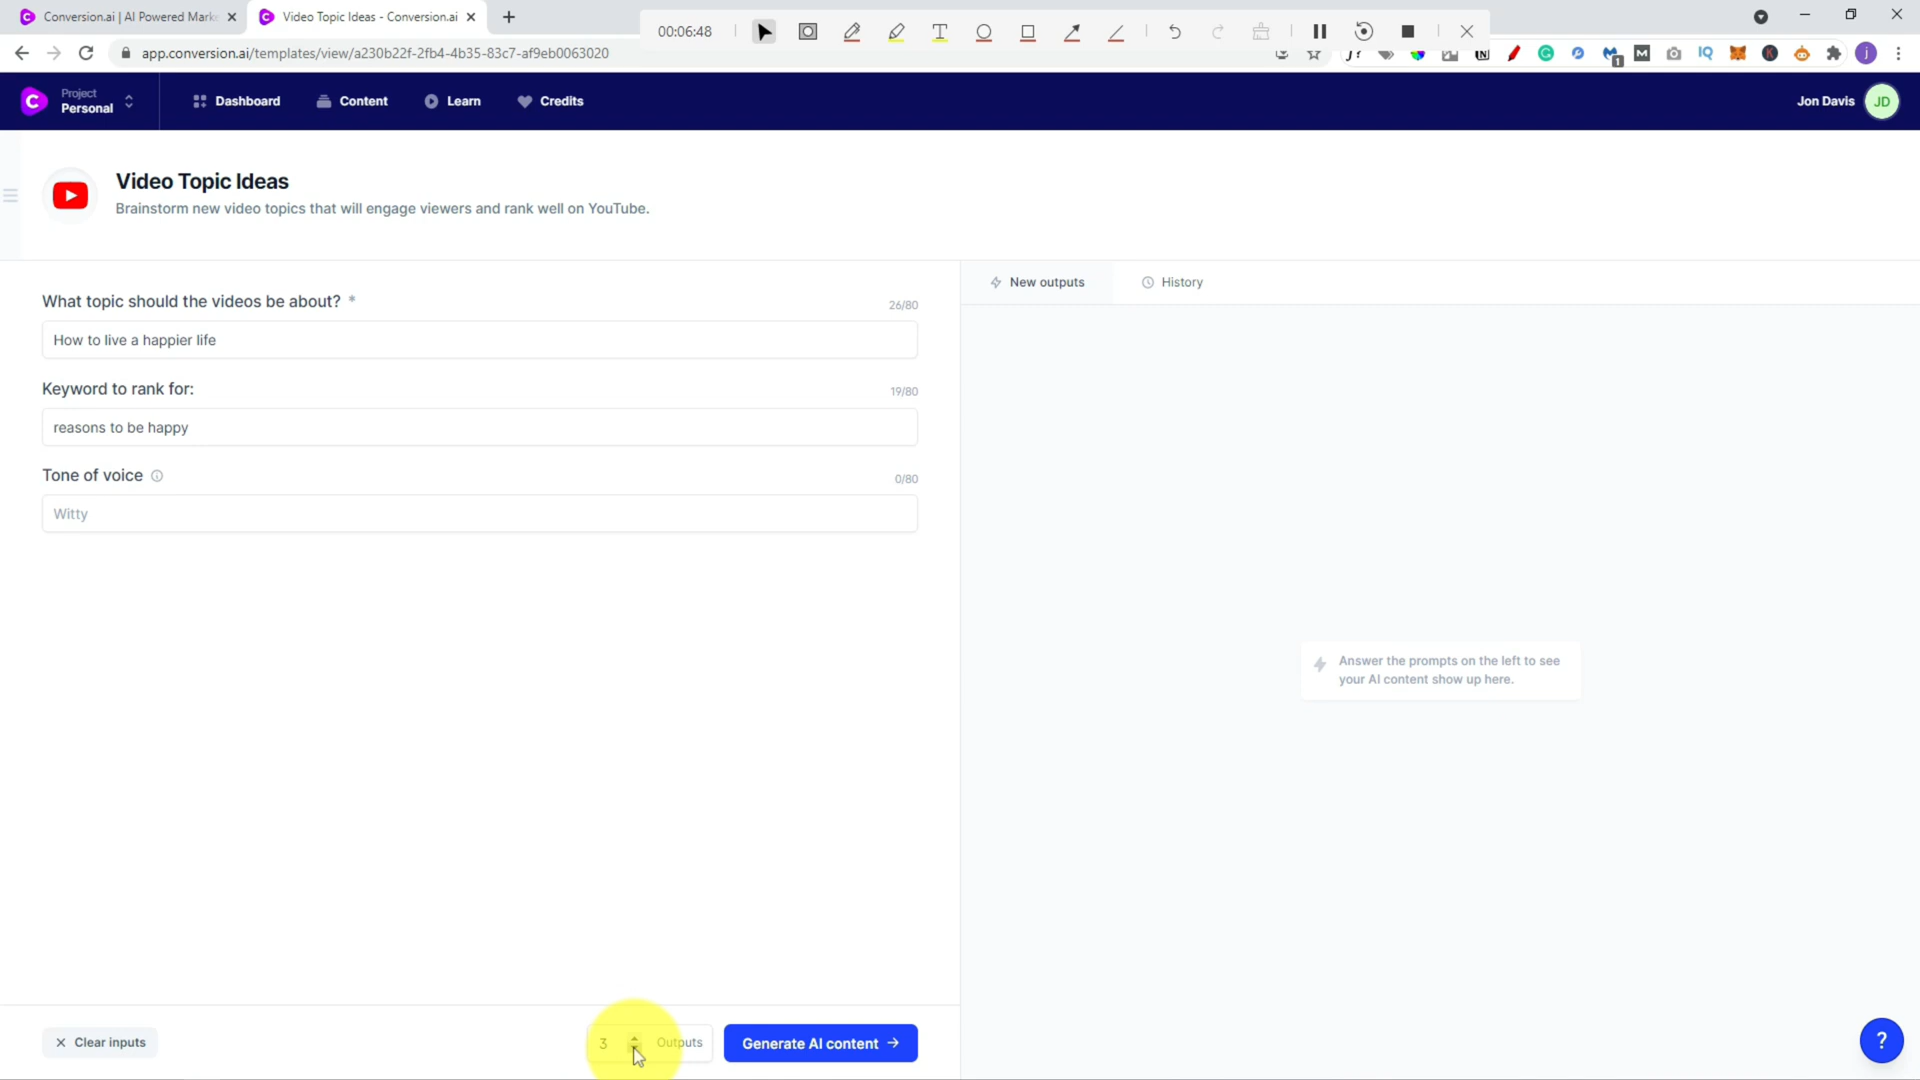 Conversion.ai | AI Powered Mark
Video Topic Ideas - Conversion.ai
00:06:48
app.conversion.ai/templates/view/a230b22f-2fb4-4b35-83c7-af9eb0063020
Project
Personal
Dashboard
Content
Learn
Credits
Jon Davis
JD
Video Topic Ideas
Brainstorm new video topics that will engage viewers and rank well on YouTube.
What topic should the videos be about? *
26/80
How to live a happier life
Keyword to rank for:
19/80
reasons to be happy
Tone of voice
0/80
Witty
New outputs
History
Answer the prompts on the left to see
your AI content show up here.
Clear inputs
3
Outputs
Generate AI content
?